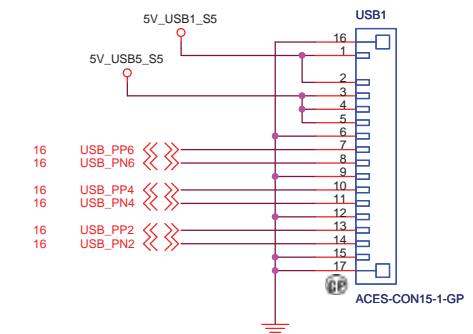 5V_USB1_S5
USB1
5V_USB5_S5
16
1
2
3
4
5
6
16 USB_PP6 7
16 USB_PN6 8
9
16 USB_PP4 10
16 USB_PN4 11
12
16 USB_PP2 13
16 USB_PN2 14
15
17
GP
ACES-CON15-1-GP